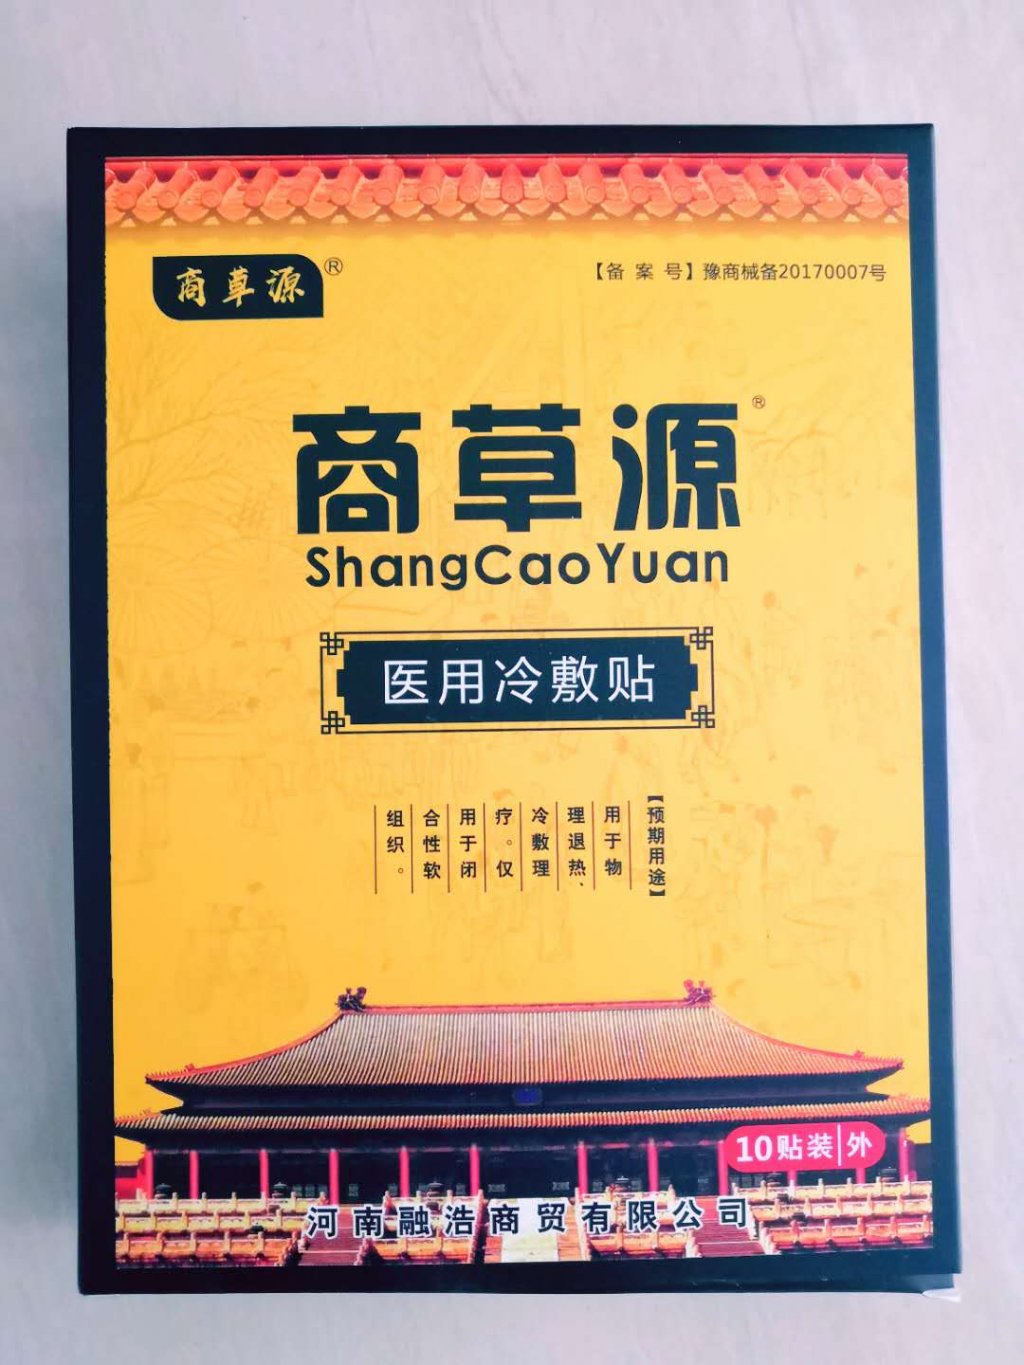 商草源®
【备案号】豫商械备20170007号
商草源®
ShangCaoYuan
医用冷敷贴
【预期用途】
用于物
理退热、
冷敷理
疗。仅
用于闭
合性软
组织。
10贴装|外
河南融浩商贸有限公司